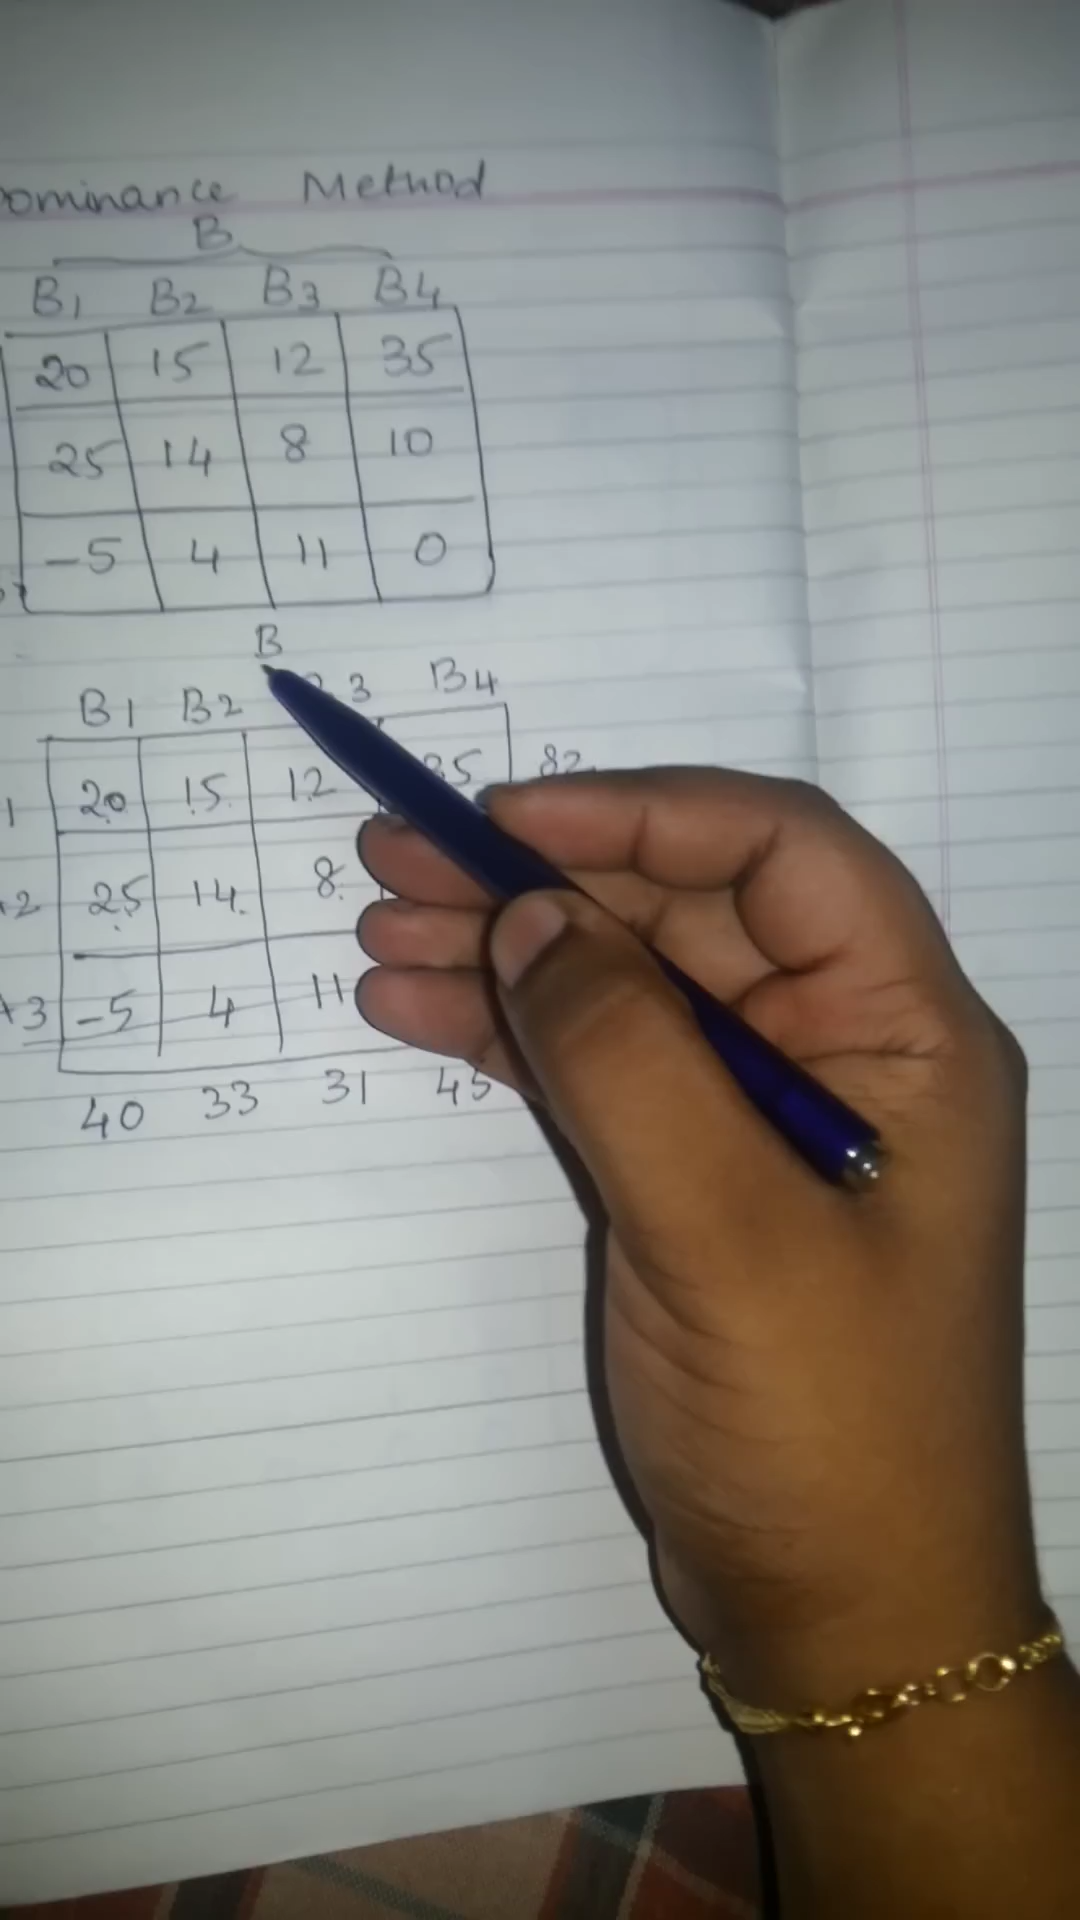 ominance Method
B
B1 B2 B3 B4
20 15 12 35
25 14 8 10
-5 4 11 0
B
B1 B2 3 B4
1 20 15 12 35 82
2 25 14 8
A3 -5 4 11
40 33 31 45